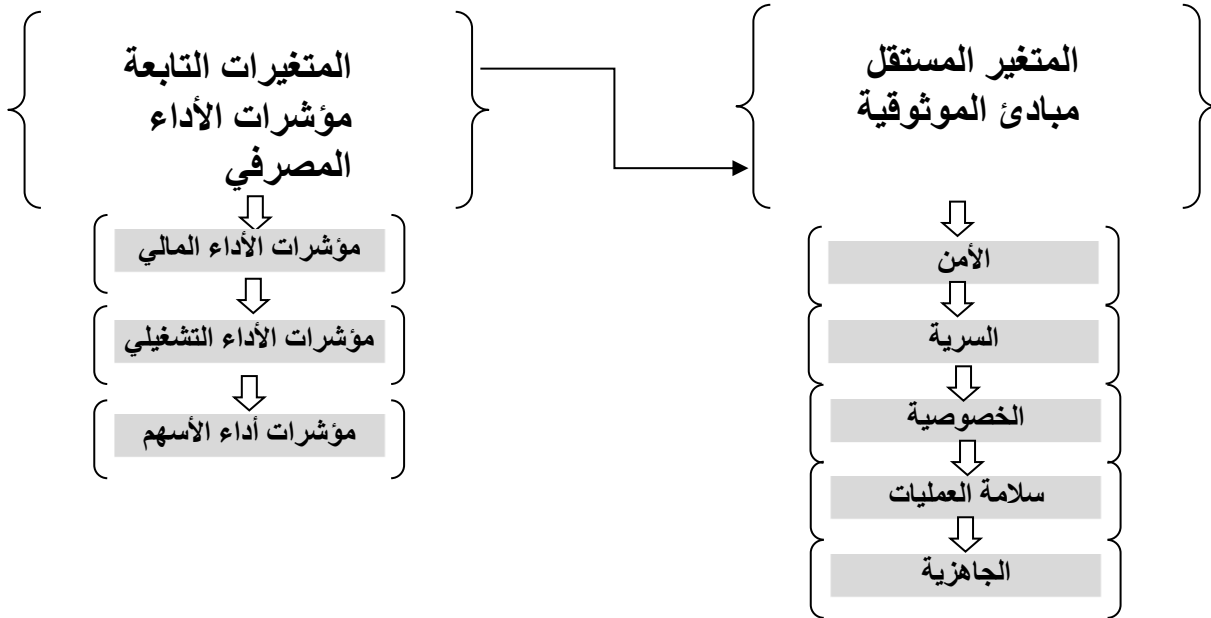 المتغير المستقل
مبادئ الموثوقية
الأمن
السرية
الخصوصية
سلامة العمليات
الجاهزية
المتغيرات التابعة
مؤشرات الأداء
المصرفي
مؤشرات الأداء المالي
مؤشرات الأداء التشغيلي
مؤشرات أداء الأسهم